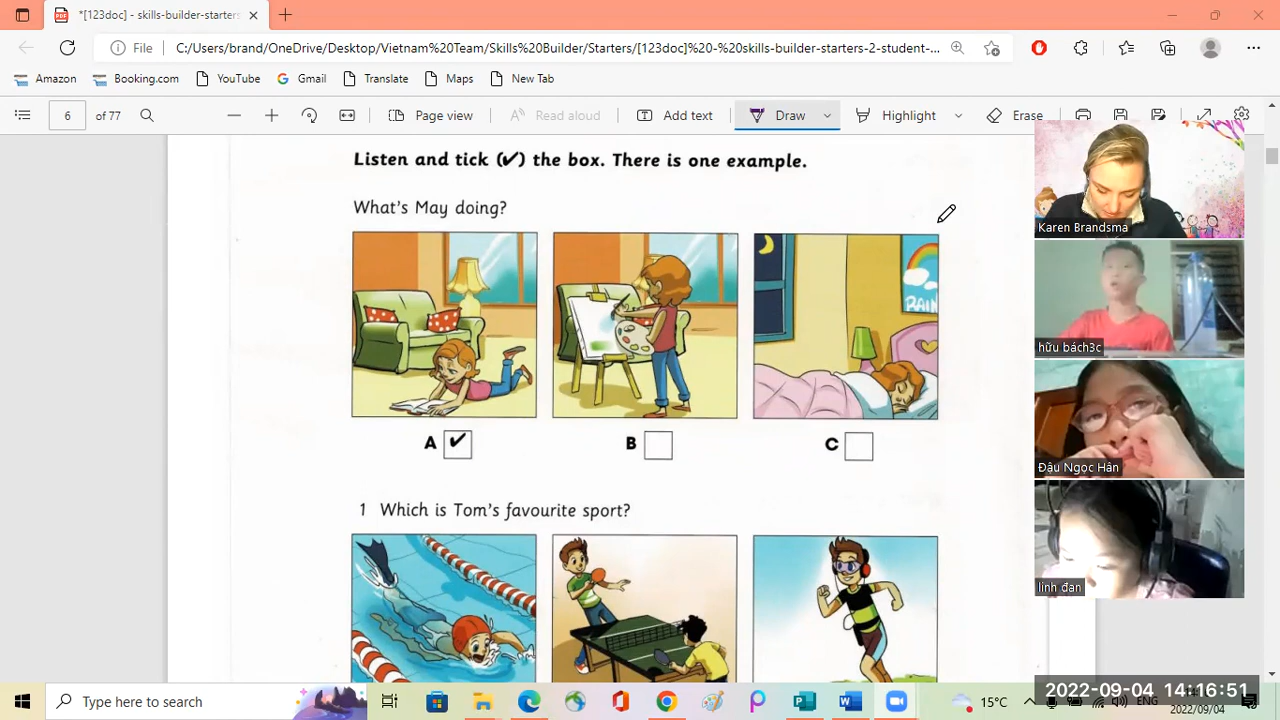 *[123doc] - skills-builder-starters
File
C:/Users/brand/OneDrive/Desktop/Vietnam%20Team/Skills%20Builder/Starters/[123doc]%20-%20skills-builder-starters-2-student-...
Amazon
Booking.com
YouTube
Gmail
Translate
Maps
New Tab
6 of 77
Page view
Read aloud
Add text
Draw
Highlight
Erase
Listen and tick (✔) the box. There is one example.
What's May doing?
RAIN
A ✔
B
C
1 Which is Tom's favourite sport?
Karen Brandsma
hữu bách3c
Đậu Ngọc Hân
linh đan
Type here to search
15°C
ENG
2022-09-04 14:16:51
2022/09/04